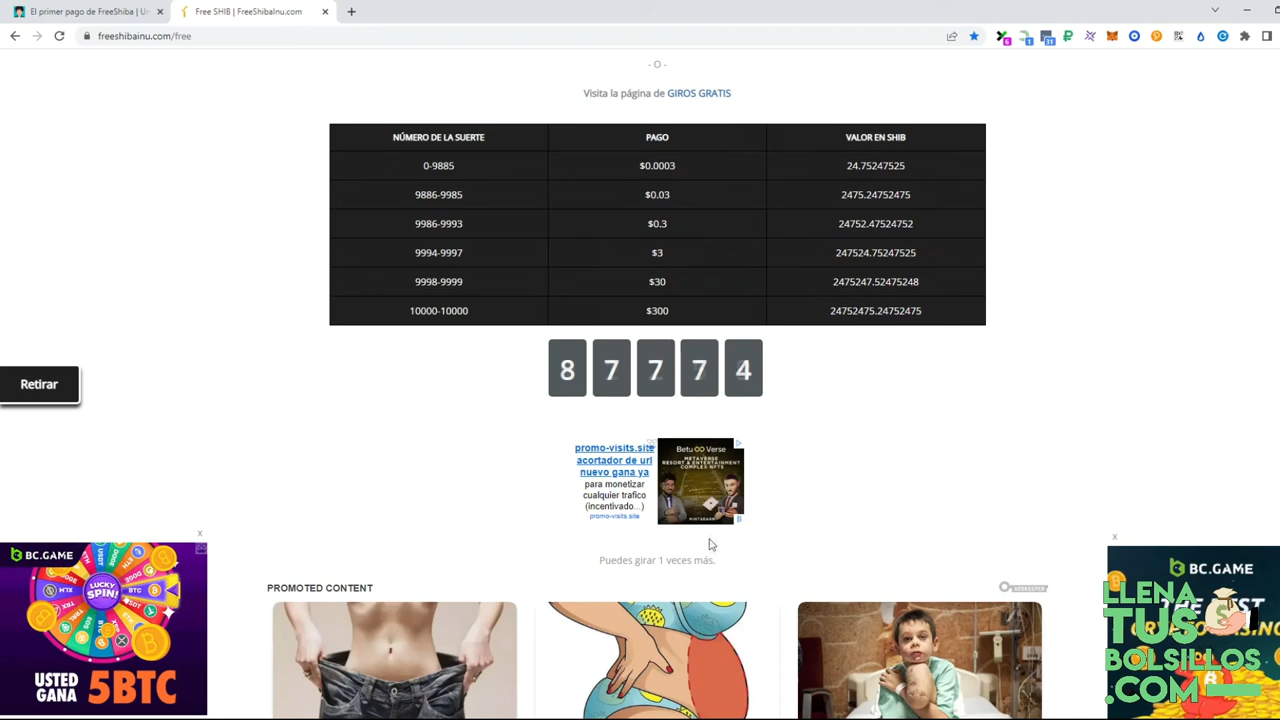 El primer pago de FreeShiba | Un
Free SHIB | FreeShibaInu.com
freeshibainu.com/free
6
1
31
- O -
Visita la página de GIROS GRATIS
NÚMERO DE LA SUERTE PAGO VALOR EN SHIB
0-9885 $0.0003 24.75247525
9886-9985 $0.03 2475.24752475
9986-9993 $0.3 24752.47524752
9994-9997 $3 247524.75247525
9998-9999 $30 2475247.52475248
10000-10000 $300 24752475.24752475
8 7 7 7 4
Retirar
promo-visits.site
acortador de url
nuevo gana ya
para monetizar
cualquier trafico
(incentivado...)
promo-visits.site
Betu Verse
METAVERSE
RESORT & ENTERTAINMENT
COMPLEX NFTS
Puedes girar 1 veces más.
PROMOTED CONTENT
BC.GAME
LUCKY
SPIN!
BTC
USTED
GANA 5BTC
BC.GAME
LLENA
TUS
BOLSILLOS
.COM